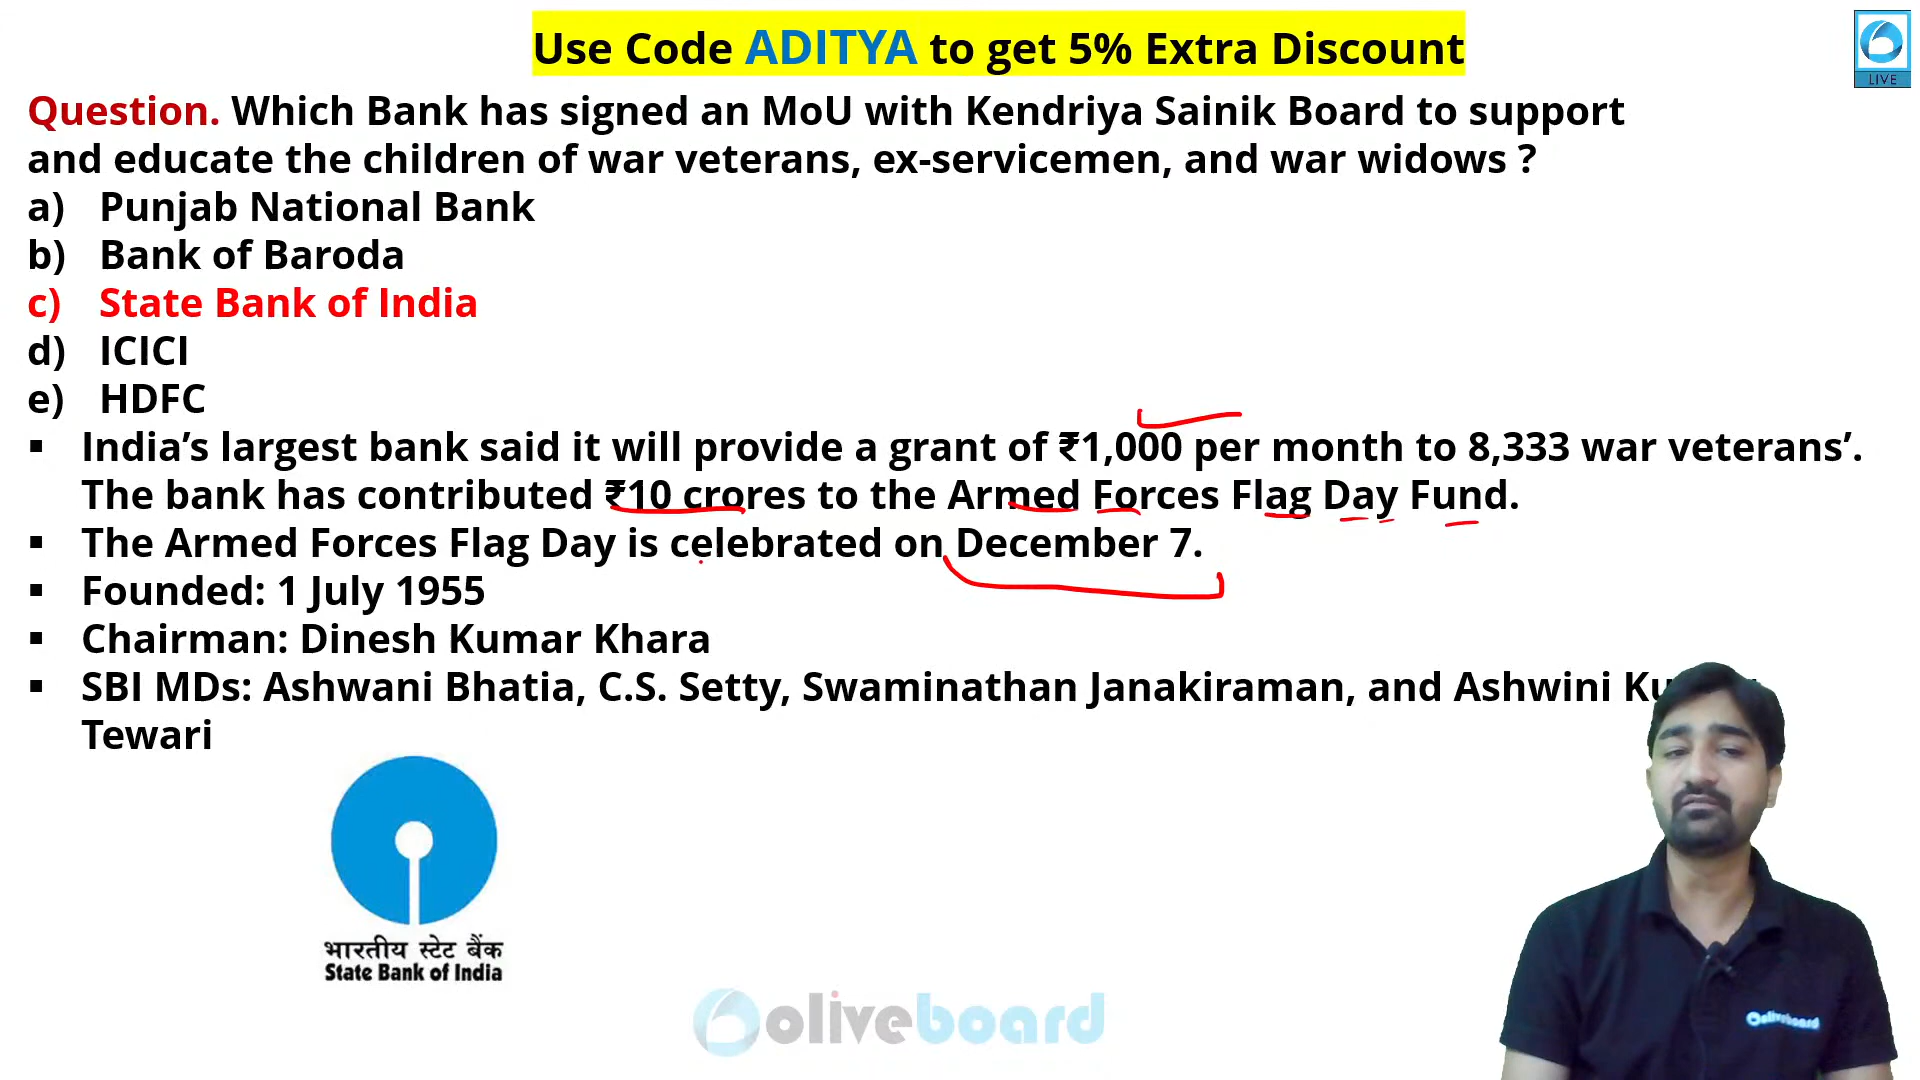 Use Code ADITYA to get 5% Extra Discount
LIVE
Question. Which Bank has signed an MoU with Kendriya Sainik Board to support
and educate the children of war veterans, ex-servicemen, and war widows ?
a) Punjab National Bank
b) Bank of Baroda
c) State Bank of India
d) ICICI
e) HDFC
▪ India’s largest bank said it will provide a grant of ₹1,000 per month to 8,333 war veterans’.
The bank has contributed ₹10 crores to the Armed Forces Flag Day Fund.
▪ The Armed Forces Flag Day is celebrated on December 7.
▪ Founded: 1 July 1955
▪ Chairman: Dinesh Kumar Khara
▪ SBI MDs: Ashwani Bhatia, C.S. Setty, Swaminathan Janakiraman, and Ashwini
Tewari
भारतीय स्टेट बैंक
State Bank of India
oliveboard
oliveboard